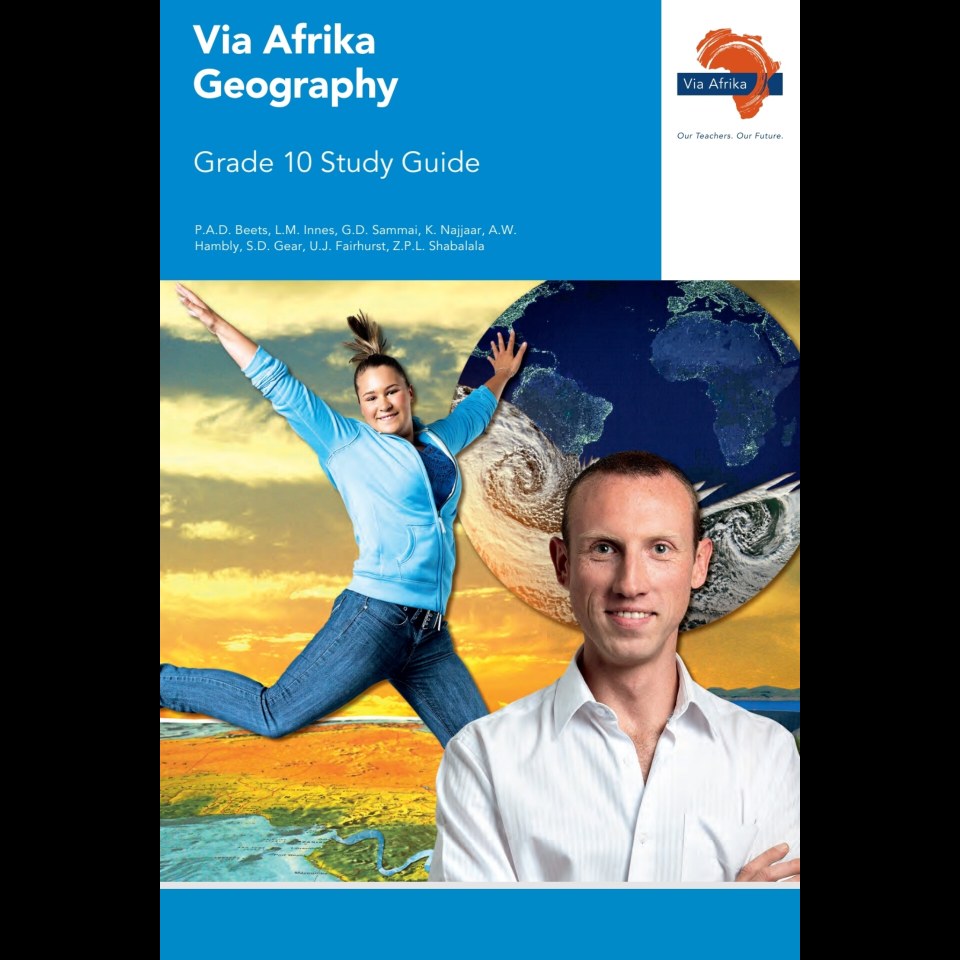 Via Afrika
Geography
Via Afrika
Our Teachers. Our Future.
Grade 10 Study Guide
P.A.D. Beets, L.M. Innes, G.D. Sammai, K. Najjaar, A.W.
Hambly, S.D. Gear, U.J. Fairhurst, Z.P.L. Shabalala